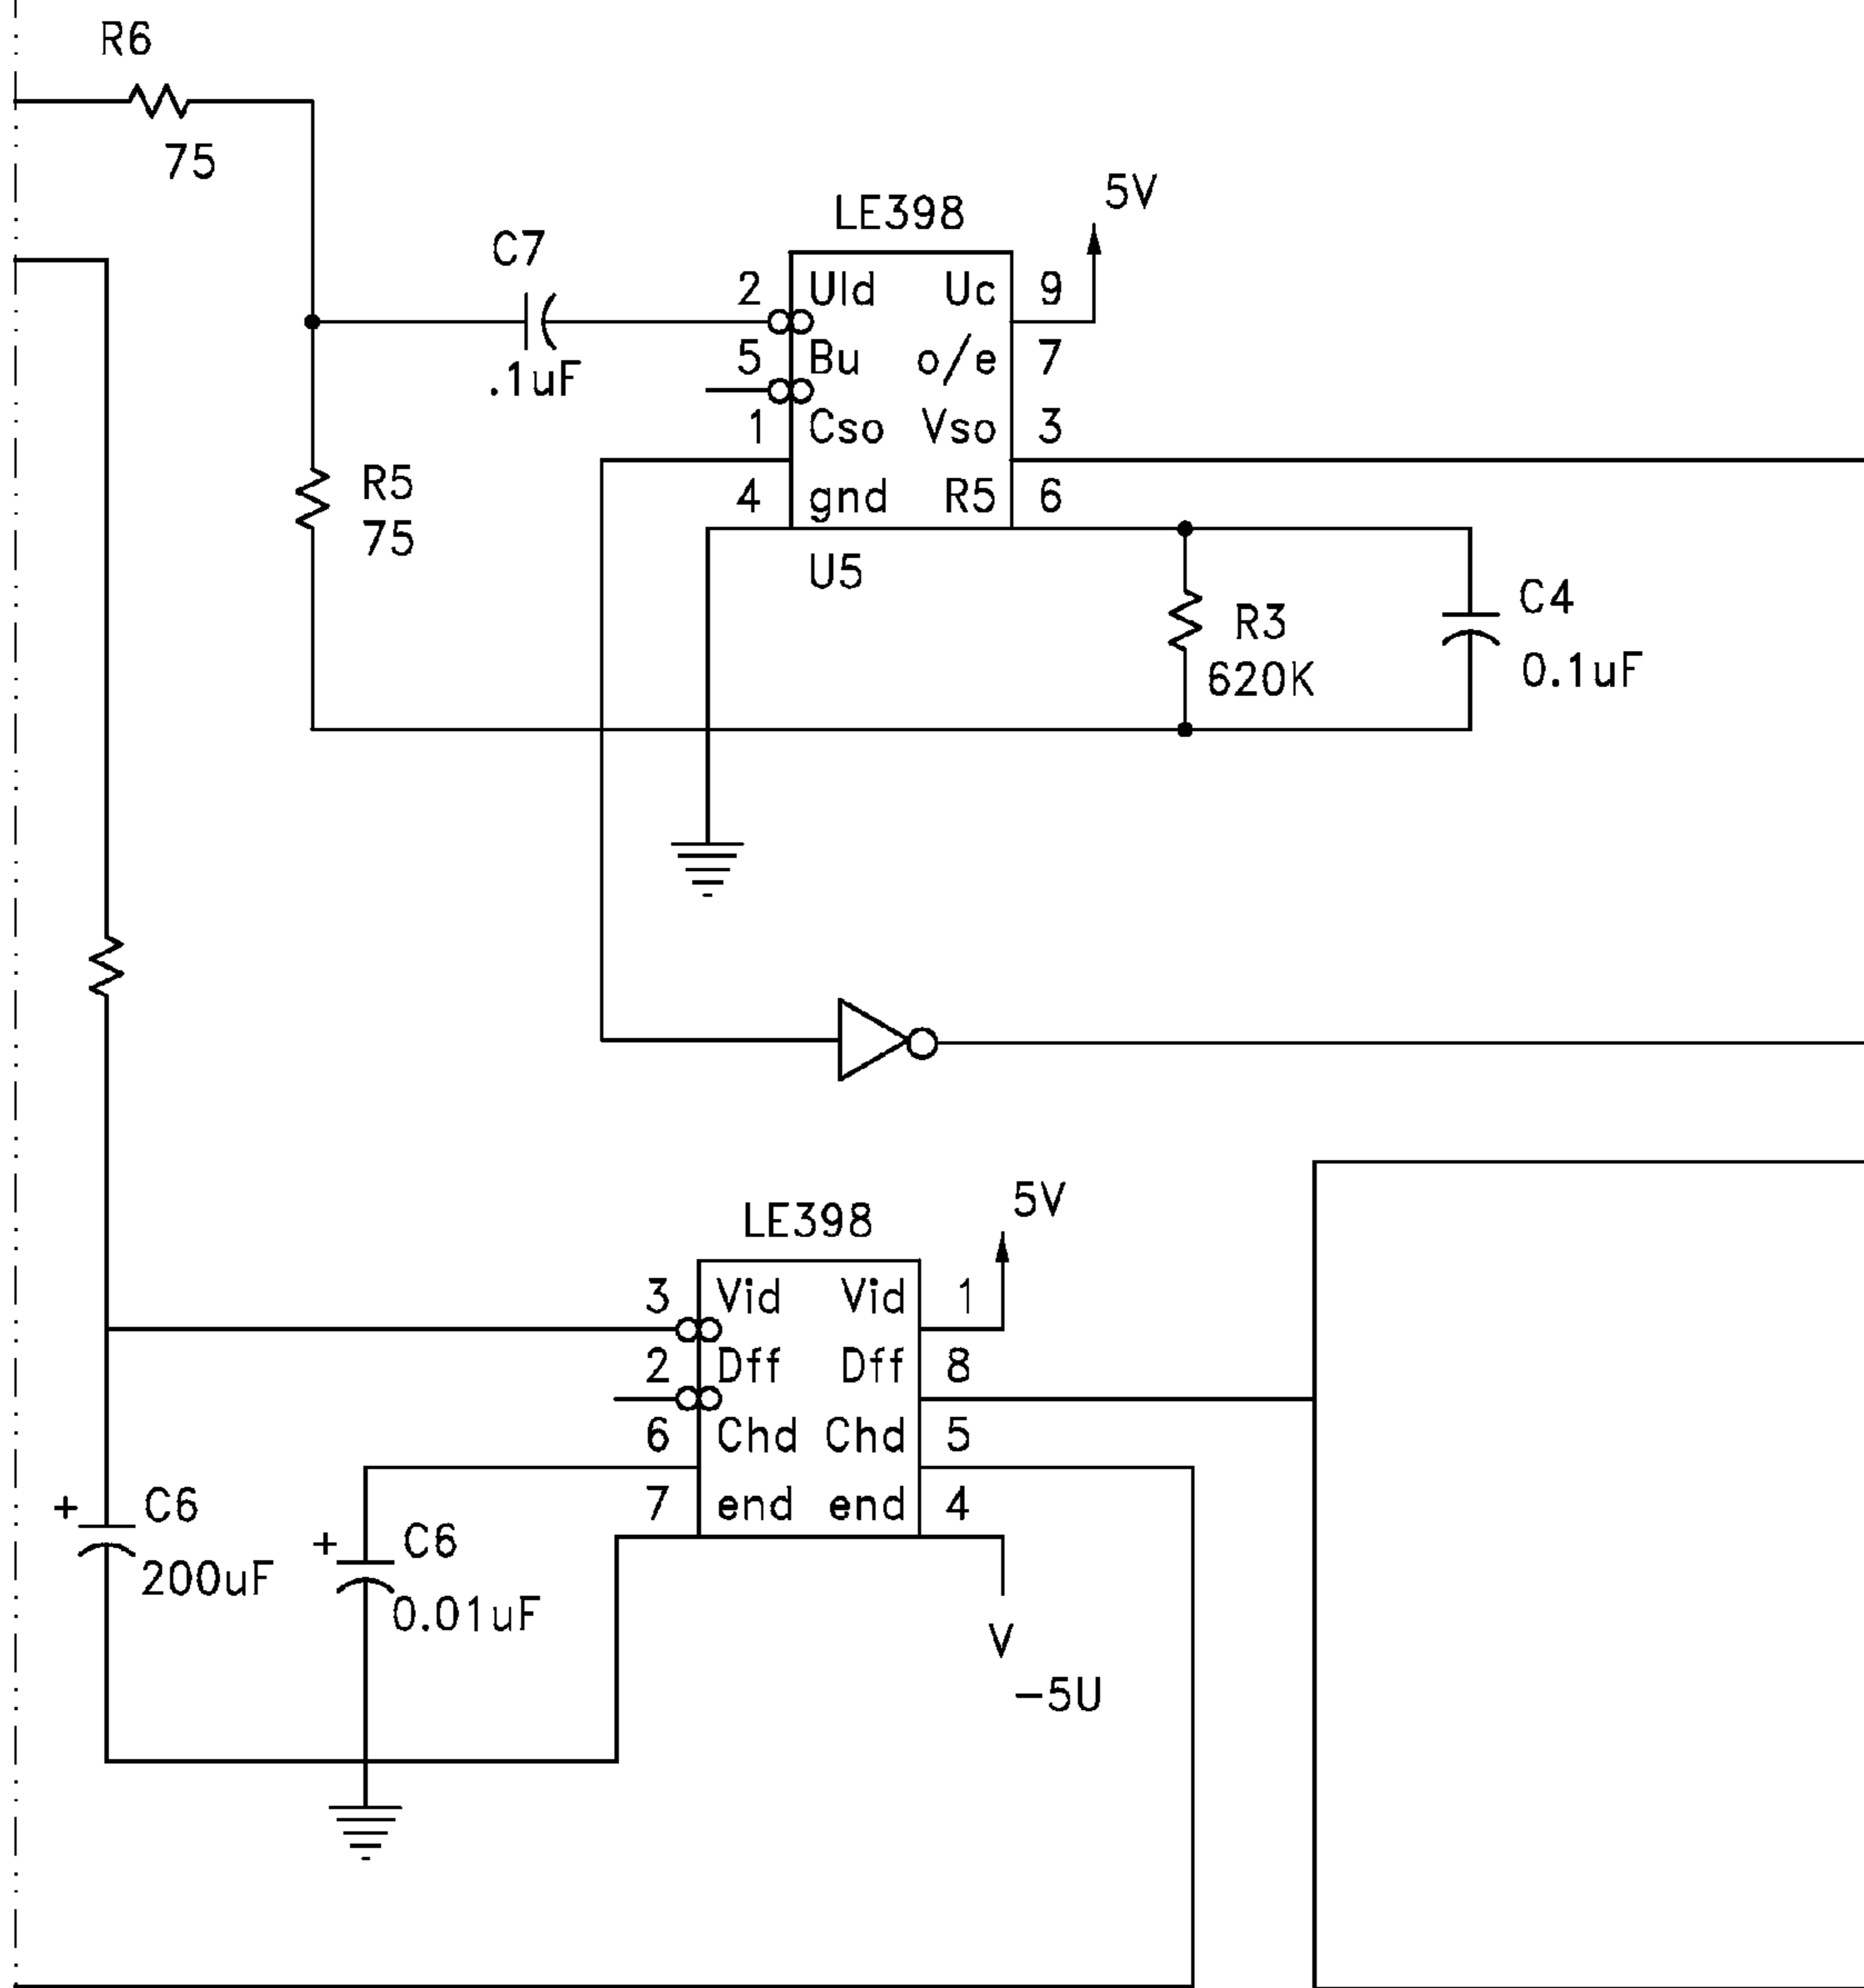 R6
75
5V
LE398
C7
.1uF
2 Uld Uc 9
5 Bu o/e 7
1 Cso Vso 3
4 gnd R5 6
R5
75
U5
R3
620K
C4
0.1uF
5V
LE398
3 Vid Vid 1
2 Dff Dff 8
6 Chd Chd 5
7 end end 4
+ C6
200uF
+ C6
0.01uF
V
-5U